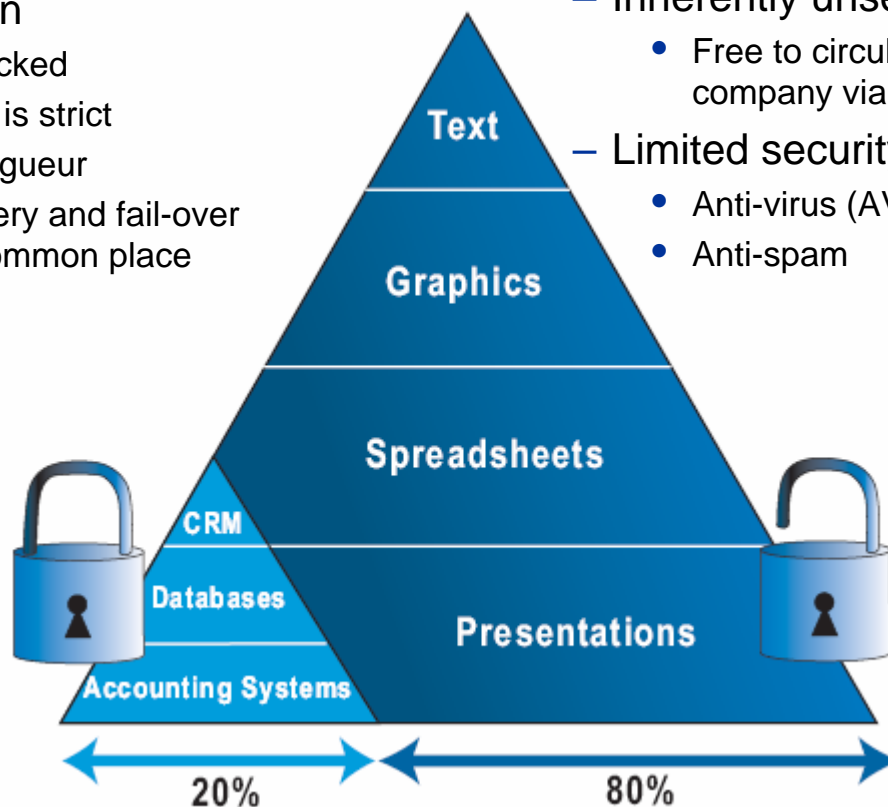 n
cked
is strict
gueur
ery and fail-over
ommon place
Free to circul
company via
– Limited securit
Anti-virus (AV
Anti-spam
Text
Graphics
Spreadsheets
CRM
Databases
Presentations
Accounting Systems
20%
80%